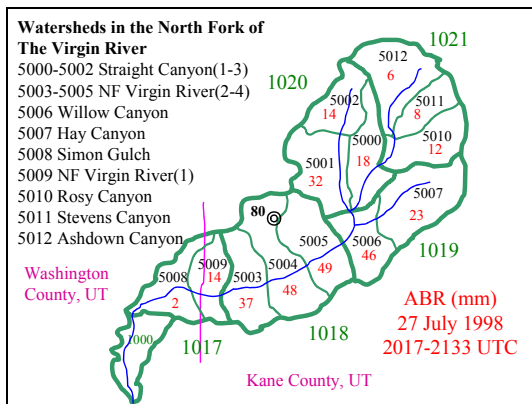 Watersheds in the North Fork of
The Virgin River
5000-5002 Straight Canyon(1-3)
5003-5005 NF Virgin River(2-4)
5006 Willow Canyon
5007 Hay Canyon
5008 Simon Gulch
5009 NF Virgin River(1)
5010 Rosy Canyon
5011 Stevens Canyon
5012 Ashdown Canyon
1021
5012
6
1020
5002
14
5011
8
5000
18
5010
12
5001
32
5007
23
80
5005
49
5006
46
1019
Washington
County, UT
5008
2
5009
14
5003
37
5004
48
1017
1018
1000
Kane County, UT
ABR (mm)
27 July 1998
2017-2133 UTC